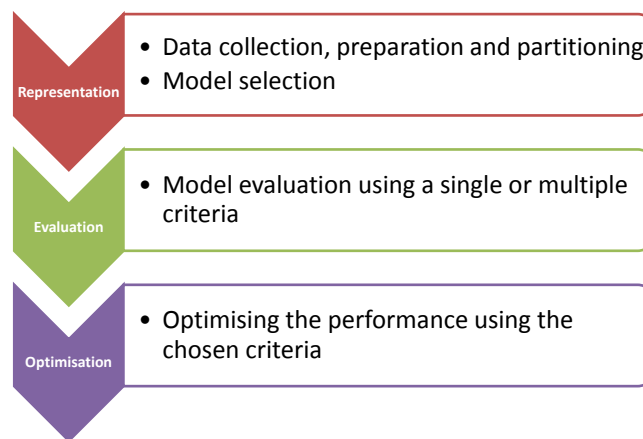 Representation
• Data collection, preparation and partitioning
• Model selection
Evaluation
• Model evaluation using a single or multiple
criteria
Optimisation
• Optimising the performance using the
chosen criteria